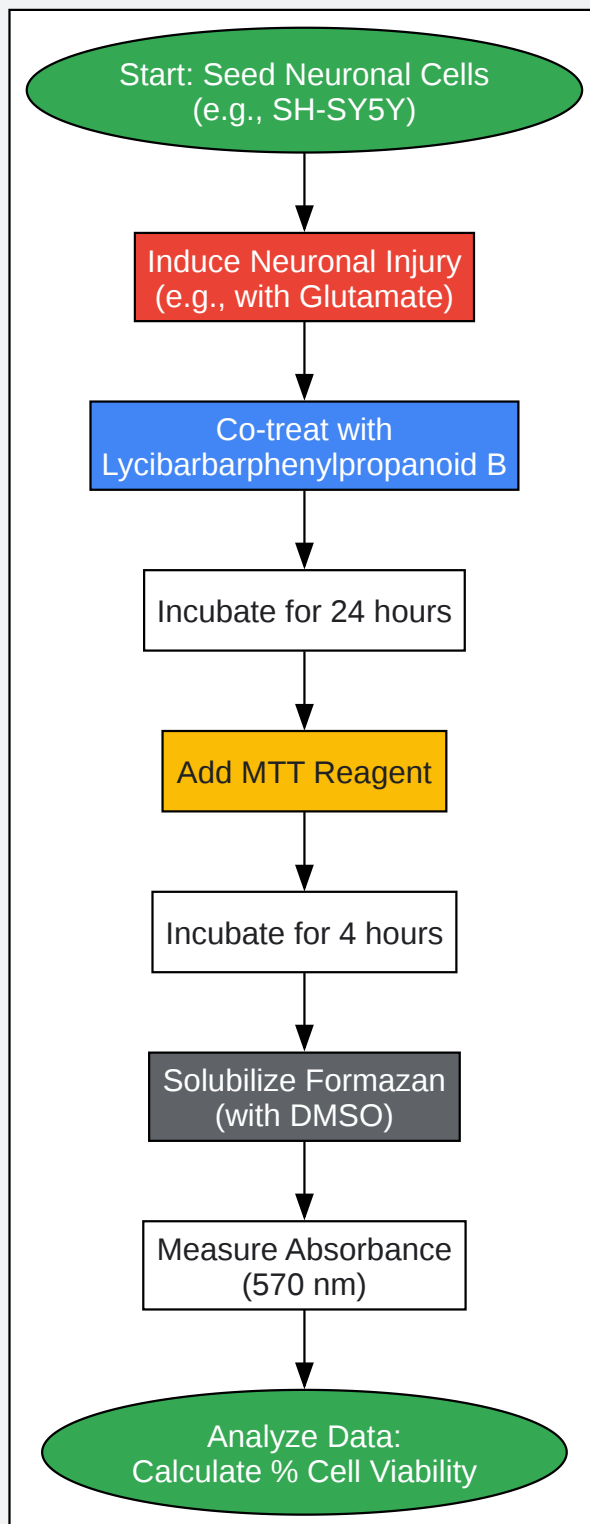 Start: Seed Neuronal Cells
(e.g., SH-SY5Y)
Induce Neuronal Injury
(e.g., with Glutamate)
Co-treat with
Lycibarbarphenylpropanoid B
Incubate for 24 hours
Add MTT Reagent
Incubate for 4 hours
Solubilize Formazan
(with DMSO)
Measure Absorbance
(570 nm)
Analyze Data:
Calculate % Cell Viability